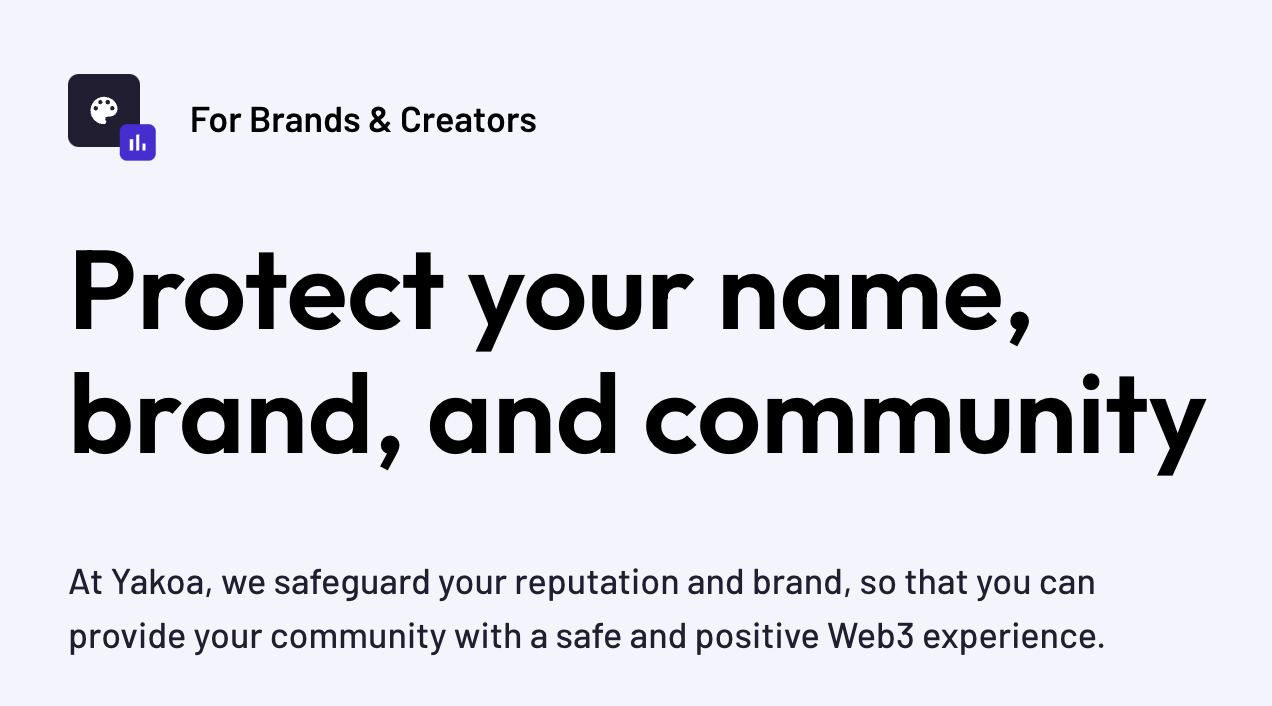 For Brands & Creators
Protect your name,
brand, and community
At Yakoa, we safeguard your reputation and brand, so that you can
provide your community with a safe and positive Web3 experience.